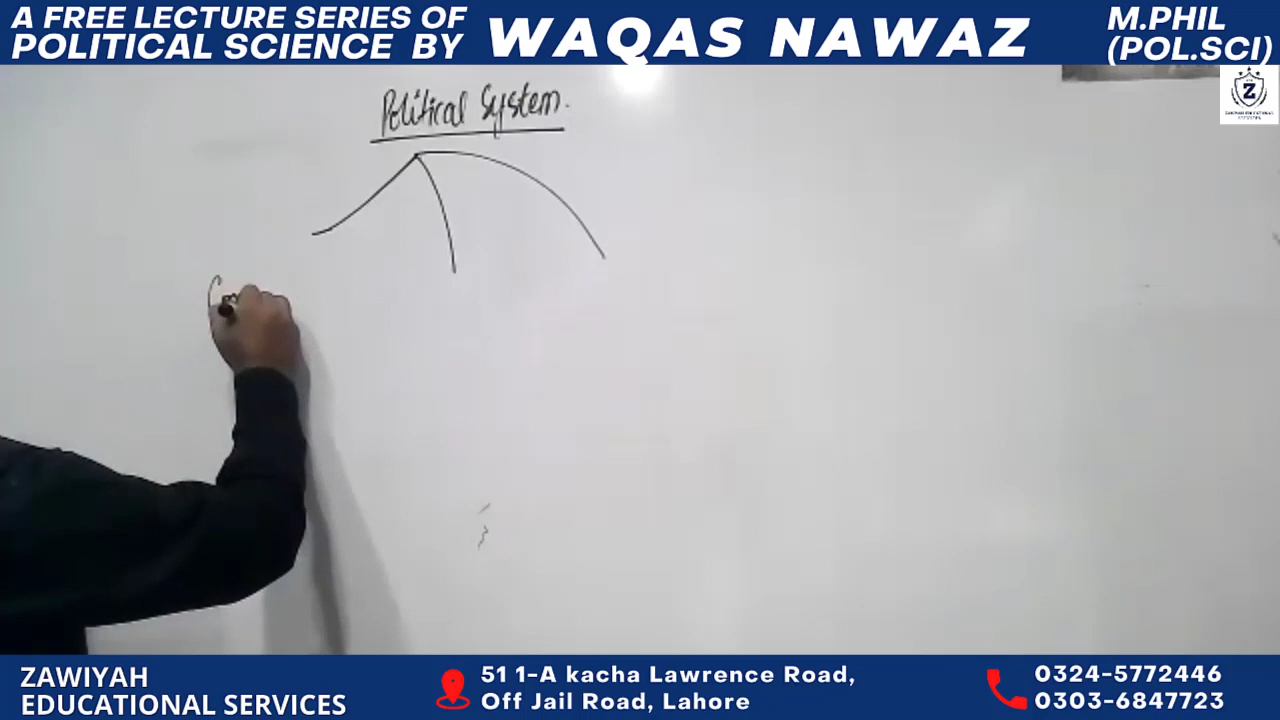 A FREE LECTURE SERIES OF
POLITICAL SCIENCE BY
WAQAS NAWAZ
M.PHIL
(POL.SCI)
Z
Political System.
ZAWIYAH
EDUCATIONAL SERVICES
51 1-A kacha Lawrence Road,
Off Jail Road, Lahore
0324-5772446
0303-6847723